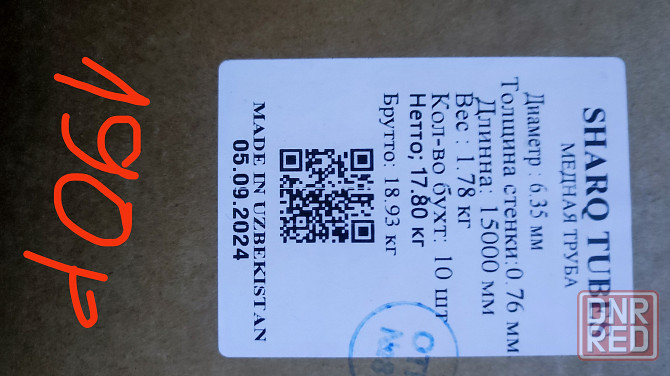 SHARQ TUBES
МЕДНАЯ ТРУБА
Диаметр : 6.35 мм
Толщина стенки:0.76 мм
Длинна: 15000 мм
Вес : 1.78 кг
Кол-во бухт: 10 шт
Нетто; 17.80 кг
Брутто: 18.93 кг
MADE IN UZBEKISTAN
05.09.2024
190р
DNR
RED